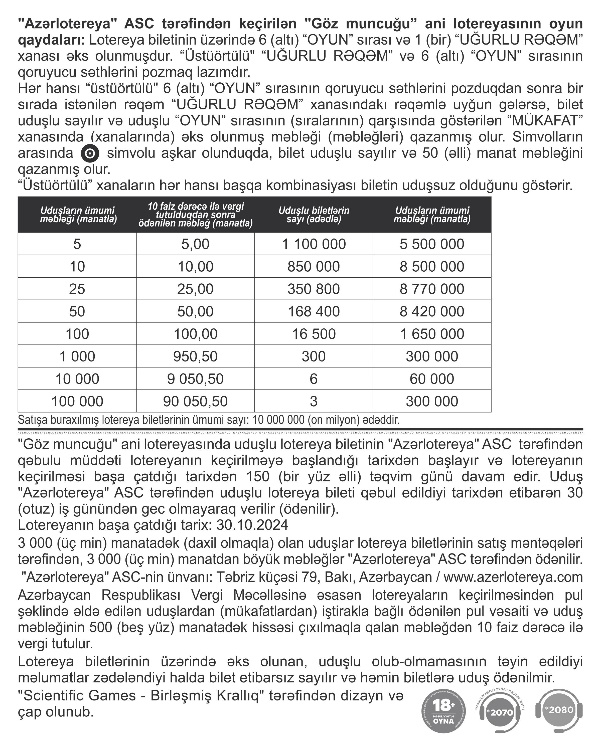 "Azərlotereya" ASC tərəfindən keçirilən "Göz muncuğu” ani lotereyasının oyun
qaydaları: Lotereya biletinin üzərində 6 (altı) “OYUN” sırası və 1 (bir) “UĞURLU RƏQƏM”
xanası əks olunmuşdur. “Üstüörtülü” "UĞURLU RƏQƏM” və 6 (altı) “OYUN” sırasının
qoruyucu səthlərini pozmaq lazımdır.
Hər hansı “üstüörtülü” 6 (altı) “OYUN” sırasının qoruyucu səthlərini pozduqdan sonra bir
sırada istənilən rəqəm “UĞURLU RƏQƏM” xanasındakı rəqəmlə uyğun gələrsə, bilet
uduşlu sayılır və uduşlu “OYUN” sırasının (sıralarının) qarşısında göstərilən “MÜKAFAT”
xanasında (xanalarında) əks olunmuş məbləği (məbləğləri) qazanmış olur. Simvolların
arasında simvolu aşkar olunduqda, bilet uduşlu sayılır və 50 (əlli) manat məbləğini
qazanmış olur.
“Üstüörtülü” xanaların hər hansı başqa kombinasiyası biletin uduşsuz olduğunu göstərir.
Uduşların ümumi məbləği (manatla) 10 faiz dərəcə ilə vergi tutulduqdan sonra ödənilən məbləğ (manatla) Uduşlu biletlərin sayı (ədədlə) Uduşların ümumi məbləği (manatla)
5 5,00 1 100 000 5 500 000
10 10,00 850 000 8 500 000
25 25,00 350 800 8 770 000
50 50,00 168 400 8 420 000
100 100,00 16 500 1 650 000
1 000 950,50 300 300 000
10 000 9 050,50 6 60 000
100 000 90 050,50 3 300 000
Satışa buraxılmış lotereya biletlərinin ümumi sayı: 10 000 000 (on milyon) ədəddir.
"Göz muncuğu" ani lotereyasında uduşlu lotereya biletinin "Azərlotereya" ASC tərəfindən
qəbulu müddəti lotereyanın keçirilməyə başlandığı tarixdən başlayır və lotereyanın
keçirilməsi başa çatdığı tarixdən 150 (bir yüz əlli) təqvim günü davam edir. Uduş
"Azərlotereya" ASC tərəfindən uduşlu lotereya bileti qəbul edildiyi tarixdən etibarən 30
(otuz) iş günündən gec olmayaraq verilir (ödənilir).
Lotereyanın başa çatdığı tarix: 30.10.2024
3 000 (üç min) manatadək (daxil olmaqla) olan uduşlar lotereya biletlərinin satış məntəqələri
tərəfindən, 3 000 (üç min) manatdan böyük məbləğlər "Azərlotereya" ASC tərəfindən ödənilir.
"Azərlotereya" ASC-nin ünvanı: Təbriz küçəsi 79, Bakı, Azərbaycan / www.azerlotereya.com
Azərbaycan Respublikası Vergi Məcəlləsinə əsasən lotereyaların keçirilməsindən pul
şəklində əldə edilən uduşlardan (mükafatlardan) iştirakla bağlı ödənilən pul vəsaiti və uduş
məbləğinin 500 (beş yüz) manatadək hissəsi çıxılmaqla qalan məbləğdən 10 faiz dərəcə ilə
vergi tutulur.
Lotereya biletlərinin üzərində əks olunan, uduşlu olub-olmamasının təyin edildiyi
məlumatlar zədələndiyi halda bilet etibarsız sayılır və həmin biletlərə uduş ödənilmir.
"Scientific Games - Birləşmiş Krallıq" tərəfindən dizayn və
çap olunub.
18+
OYNA
*2070
*2080